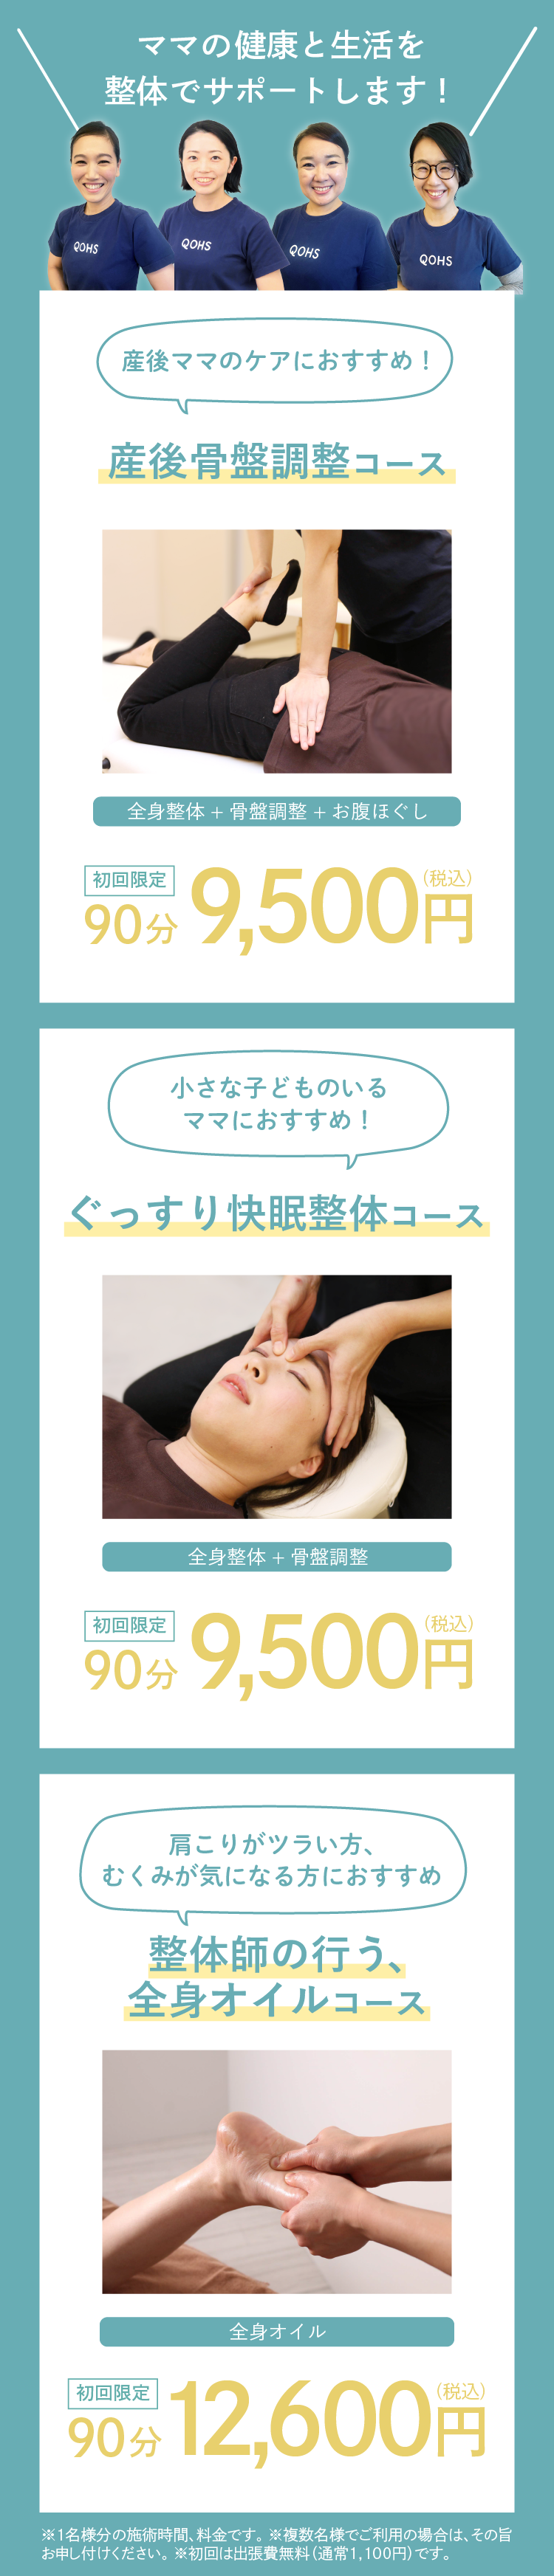 ママの健康と生活を
整体でサポートします！
QOHS
QOHS
QOHS
QOHS
産後ママのケアにおすすめ！
産後骨盤調整コース
全身整体＋骨盤調整＋お腹ほぐし
初回限定
90分
9,500円
(税込)
小さな子どものいる
ママにおすすめ！
ぐっすり快眠整体コース
全身整体＋骨盤調整
初回限定
90分
9,500円
(税込)
肩こりがツラい方、
むくみが気になる方におすすめ
整体師の行う、
全身オイルコース
全身オイル
初回限定
90分
12,600円
(税込)
※1名様分の施術時間、料金です。※複数名様でご利用の場合は、その旨
お申し付けください。※初回は出張費無料（通常1,100円）です。